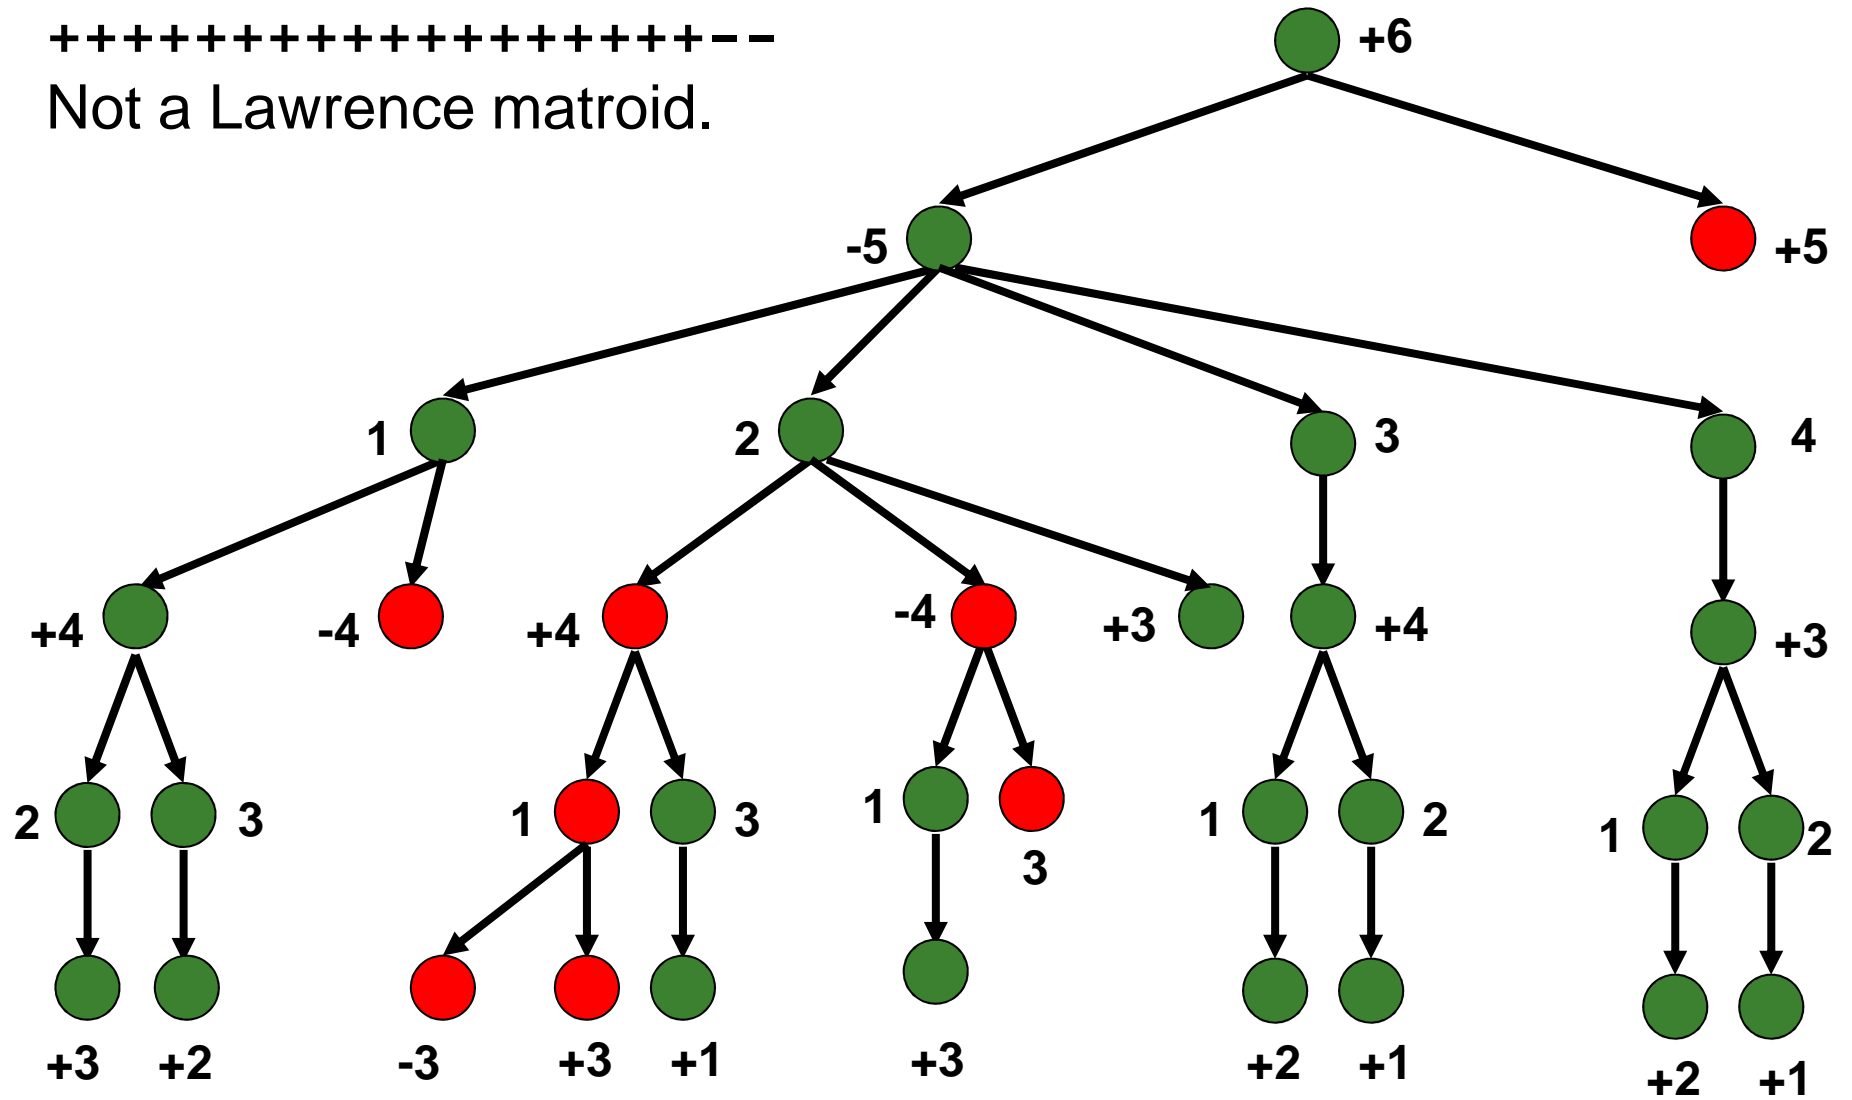 ++++++++++++++++++−−
Not a Lawrence matroid.
+6
-5 +5
1 2 3 4
+4 -4 +4 -4 +3 +4 +3
2 3 1 3 1 3 1 2 1 2
+3 +2 -3 +3 +1 +3 +2 +1 +2 +1